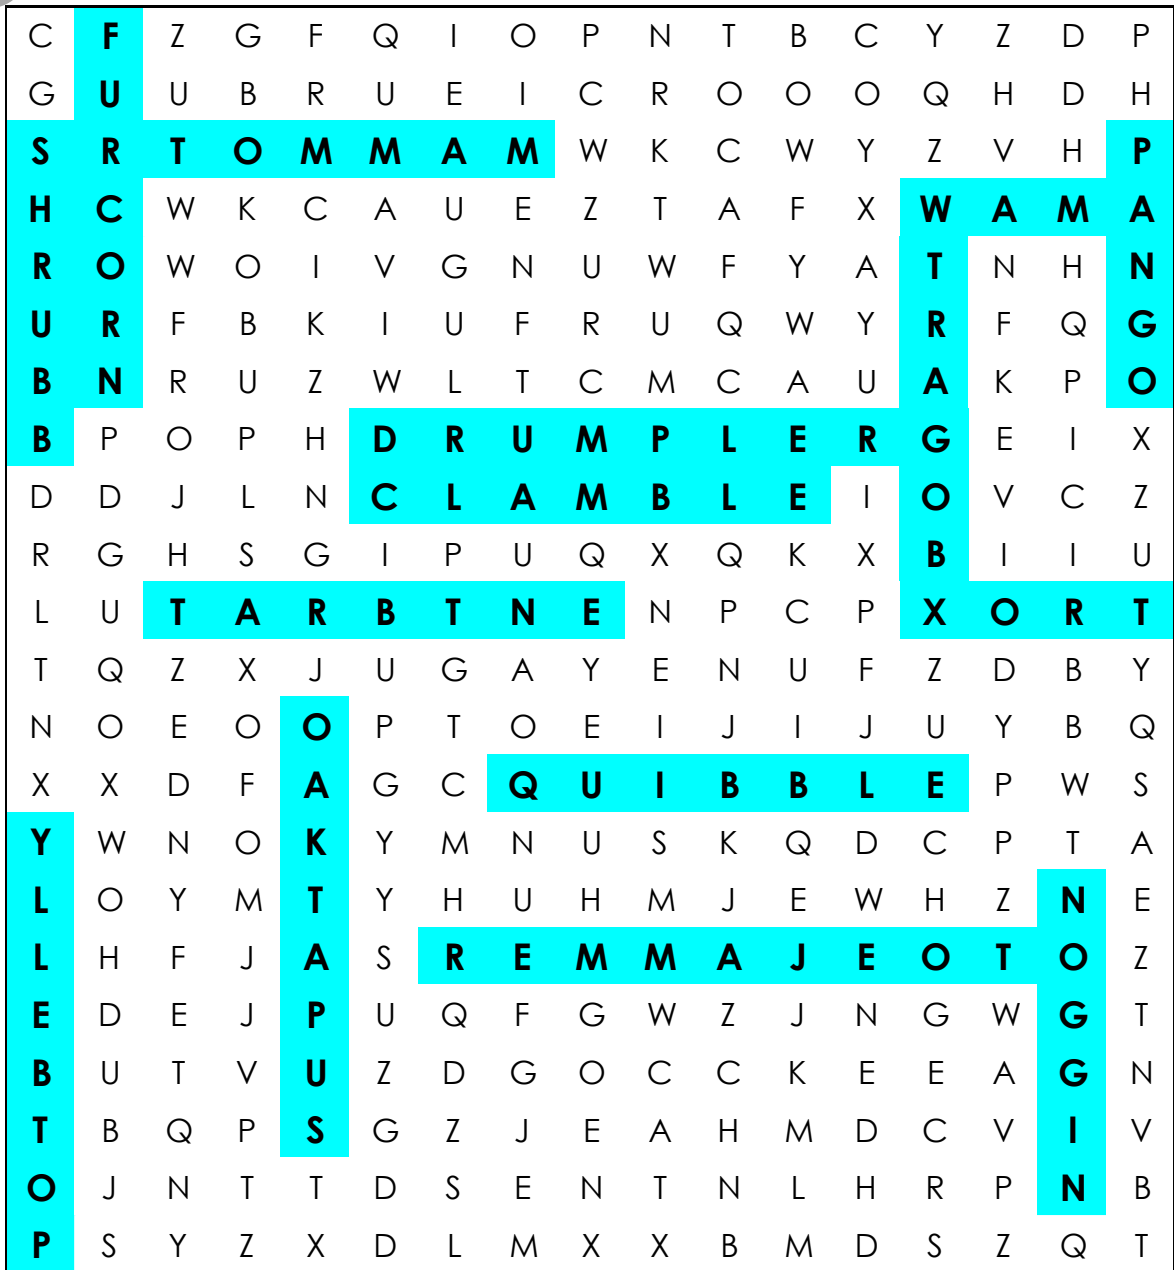 C F Z G F Q I O P N T B C Y Z D P
G U U B R U E I C R O O O Q H D H
S R T O M M A M W K C W Y Z V H P
H C W K C A U E Z T A F X W A M A
R O W O I V G N U W F Y A T N H N
U R F B K I U F R U Q W Y R F Q G
B N R U Z W L T C M C A U A K P O
B P O P H D R U M P L E R G E I X
D D J L N C L A M B L E I O V C Z
R G H S G I P U Q X Q K X B I I U
L U T A R B T N E N P C P X O R T
T Q Z X J U G A Y E N U F Z D B Y
N O E O O P T O E I J I J U Y B Q
X X D F A G C Q U I B B L E P W S
Y W N O K Y M N U S K Q D C P T A
L O Y M T Y H U H M J E W H Z N E
L H F J A S R E M M A J E O T O Z
E D E J P U Q F G W Z J N G W G T
B U T V U Z D G O C C K E E A G N
T B Q P S G Z J E A H M D C V I V
O J N T T D S E N T N L H R P N B
P S Y Z X D L M X X B M D S Z Q T